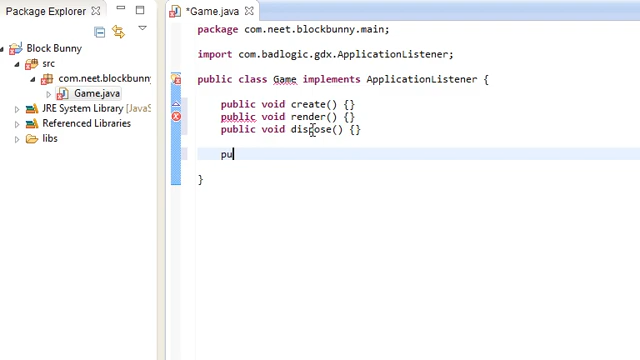 Package Explorer
*Game.java
Block Bunny
src
com.neet.blockbunny
Game.java
JRE System Library [JavaS
Referenced Libraries
libs
package com.neet.blockbunny.main;
import com.badlogic.gdx.ApplicationListener;
public class Game implements ApplicationListener {
public void create() {}
public void render() {}
public void dispose() {}
pu
}